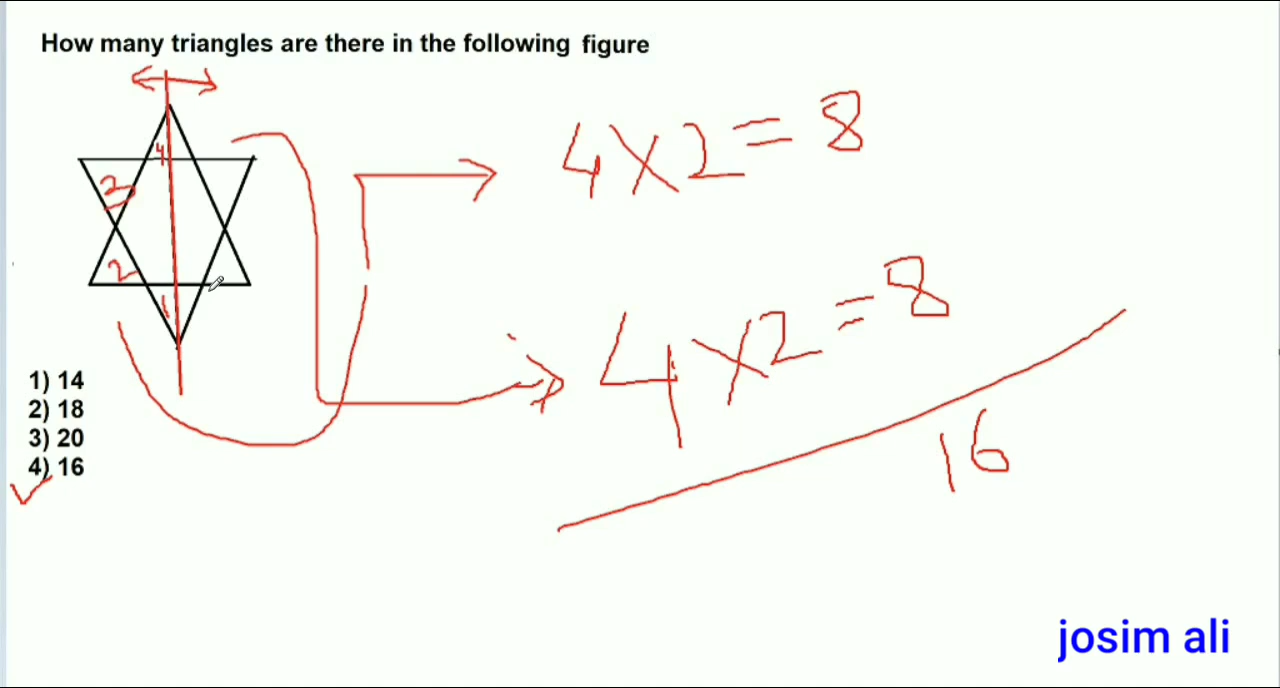 How many triangles are there in the following figure
4
3
2
1
4 X 2 = 8
4 X 2 = 8
16
1) 14
2) 18
3) 20
4) 16
josim ali